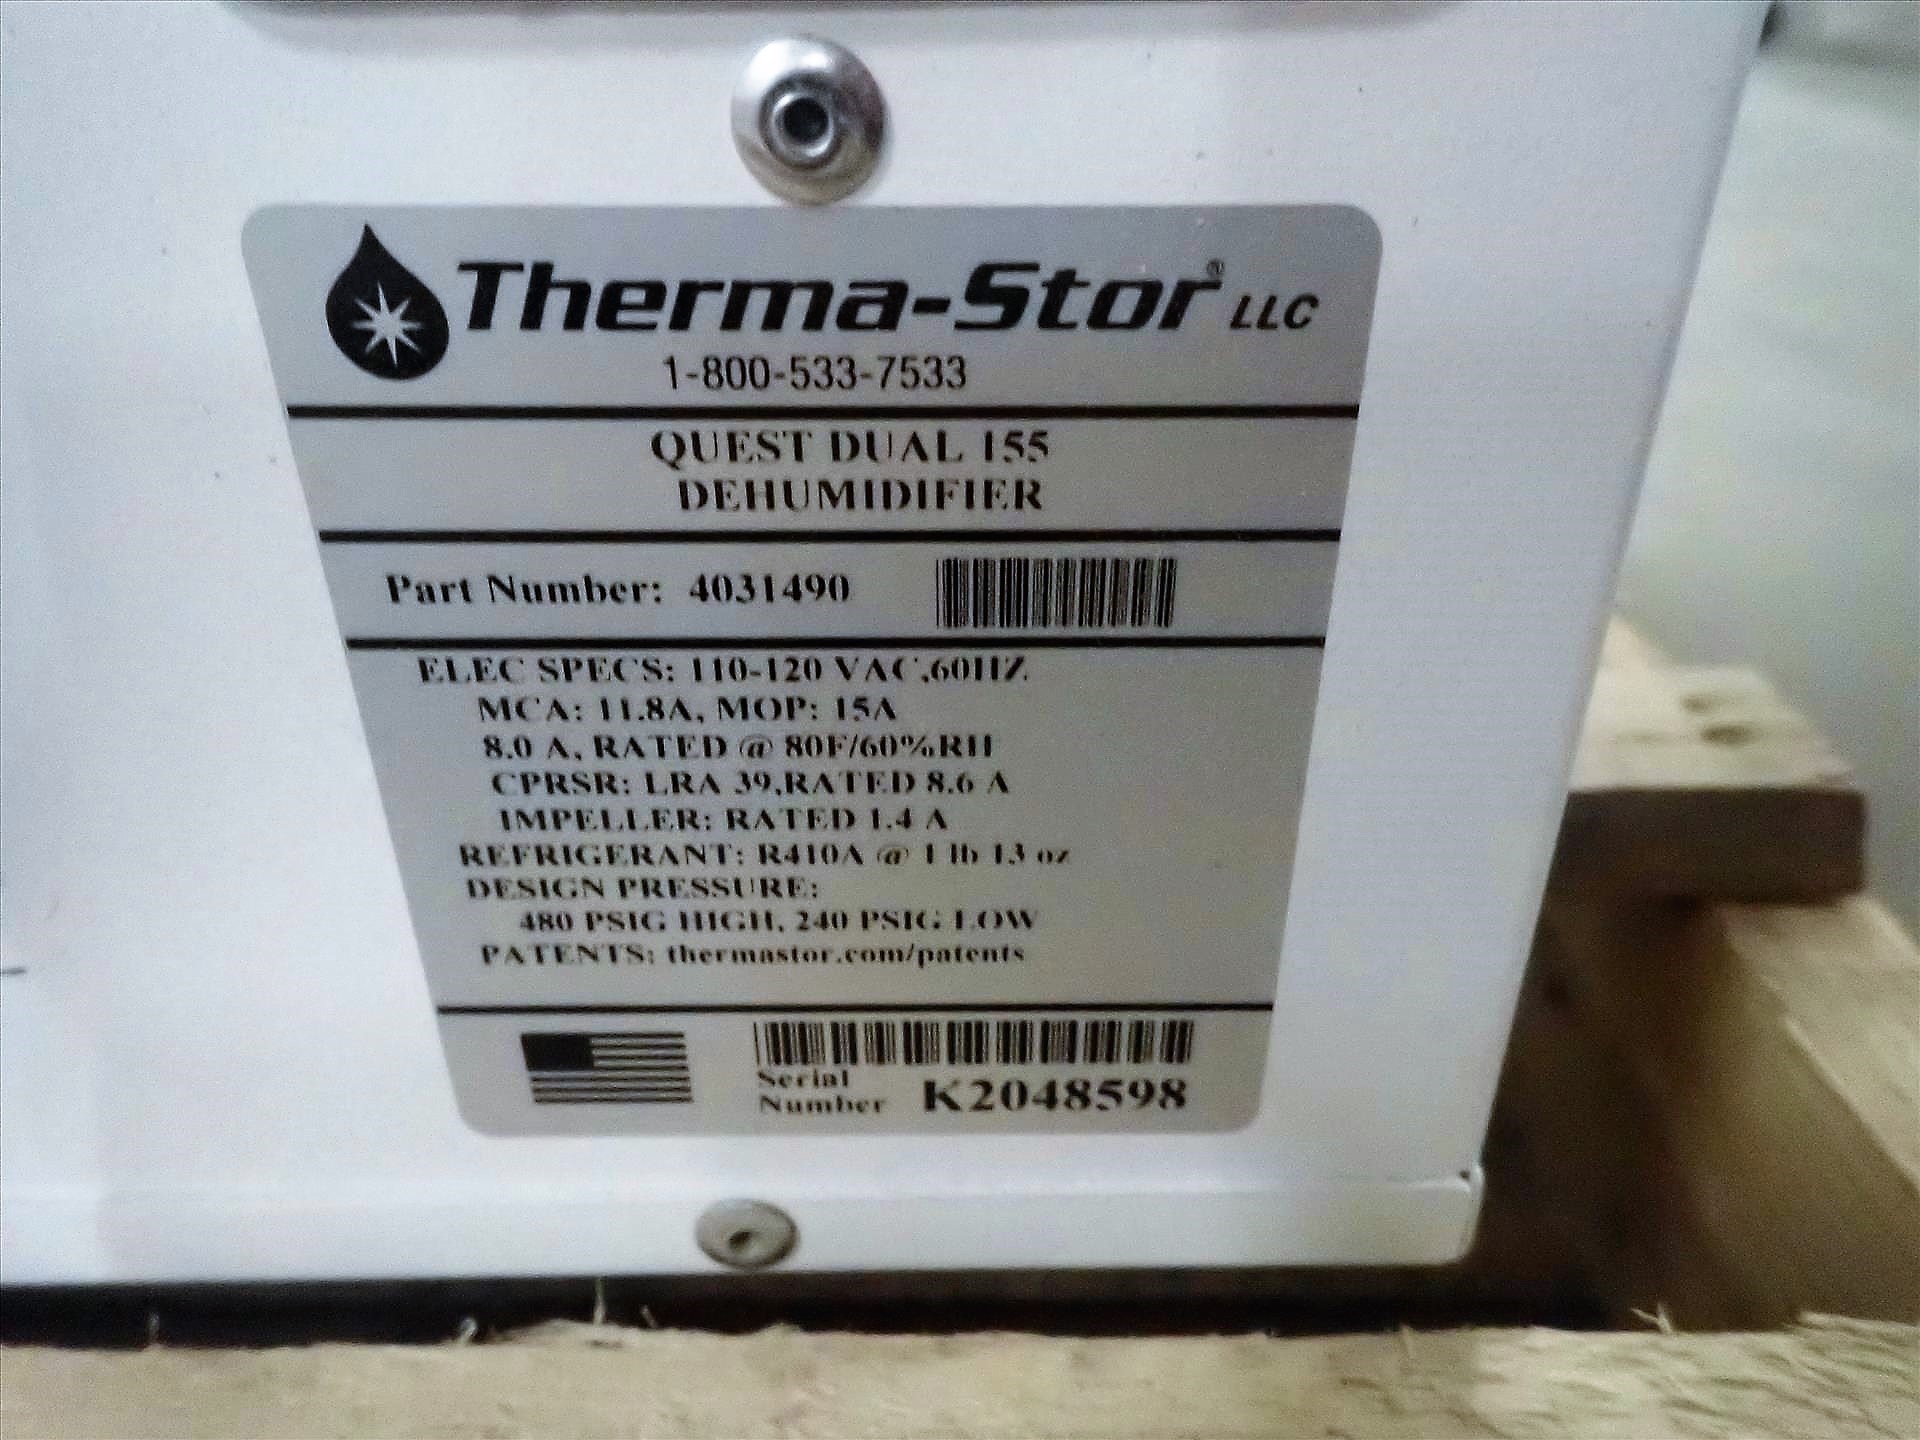 Therma-Stor® LLC
1-800-533-7533
QUEST DUAL 155
DEHUMIDIFIER
Part Number: 4031490
ELEC SPECS: 110-120 VAC,60HZ
MCA: 11.8A, MOP: 15A
8.0 A, RATED @ 80F/60%RH
CPRSR: LRA 39,RATED 8.6 A
IMPELLER: RATED 1.4 A
REFRIGERANT: R410A @ 1 lb 13 oz
DESIGN PRESSURE:
480 PSIG HIGH, 240 PSIG LOW
PATENTS: thermastor.com/patents
Serial
Number K2048598